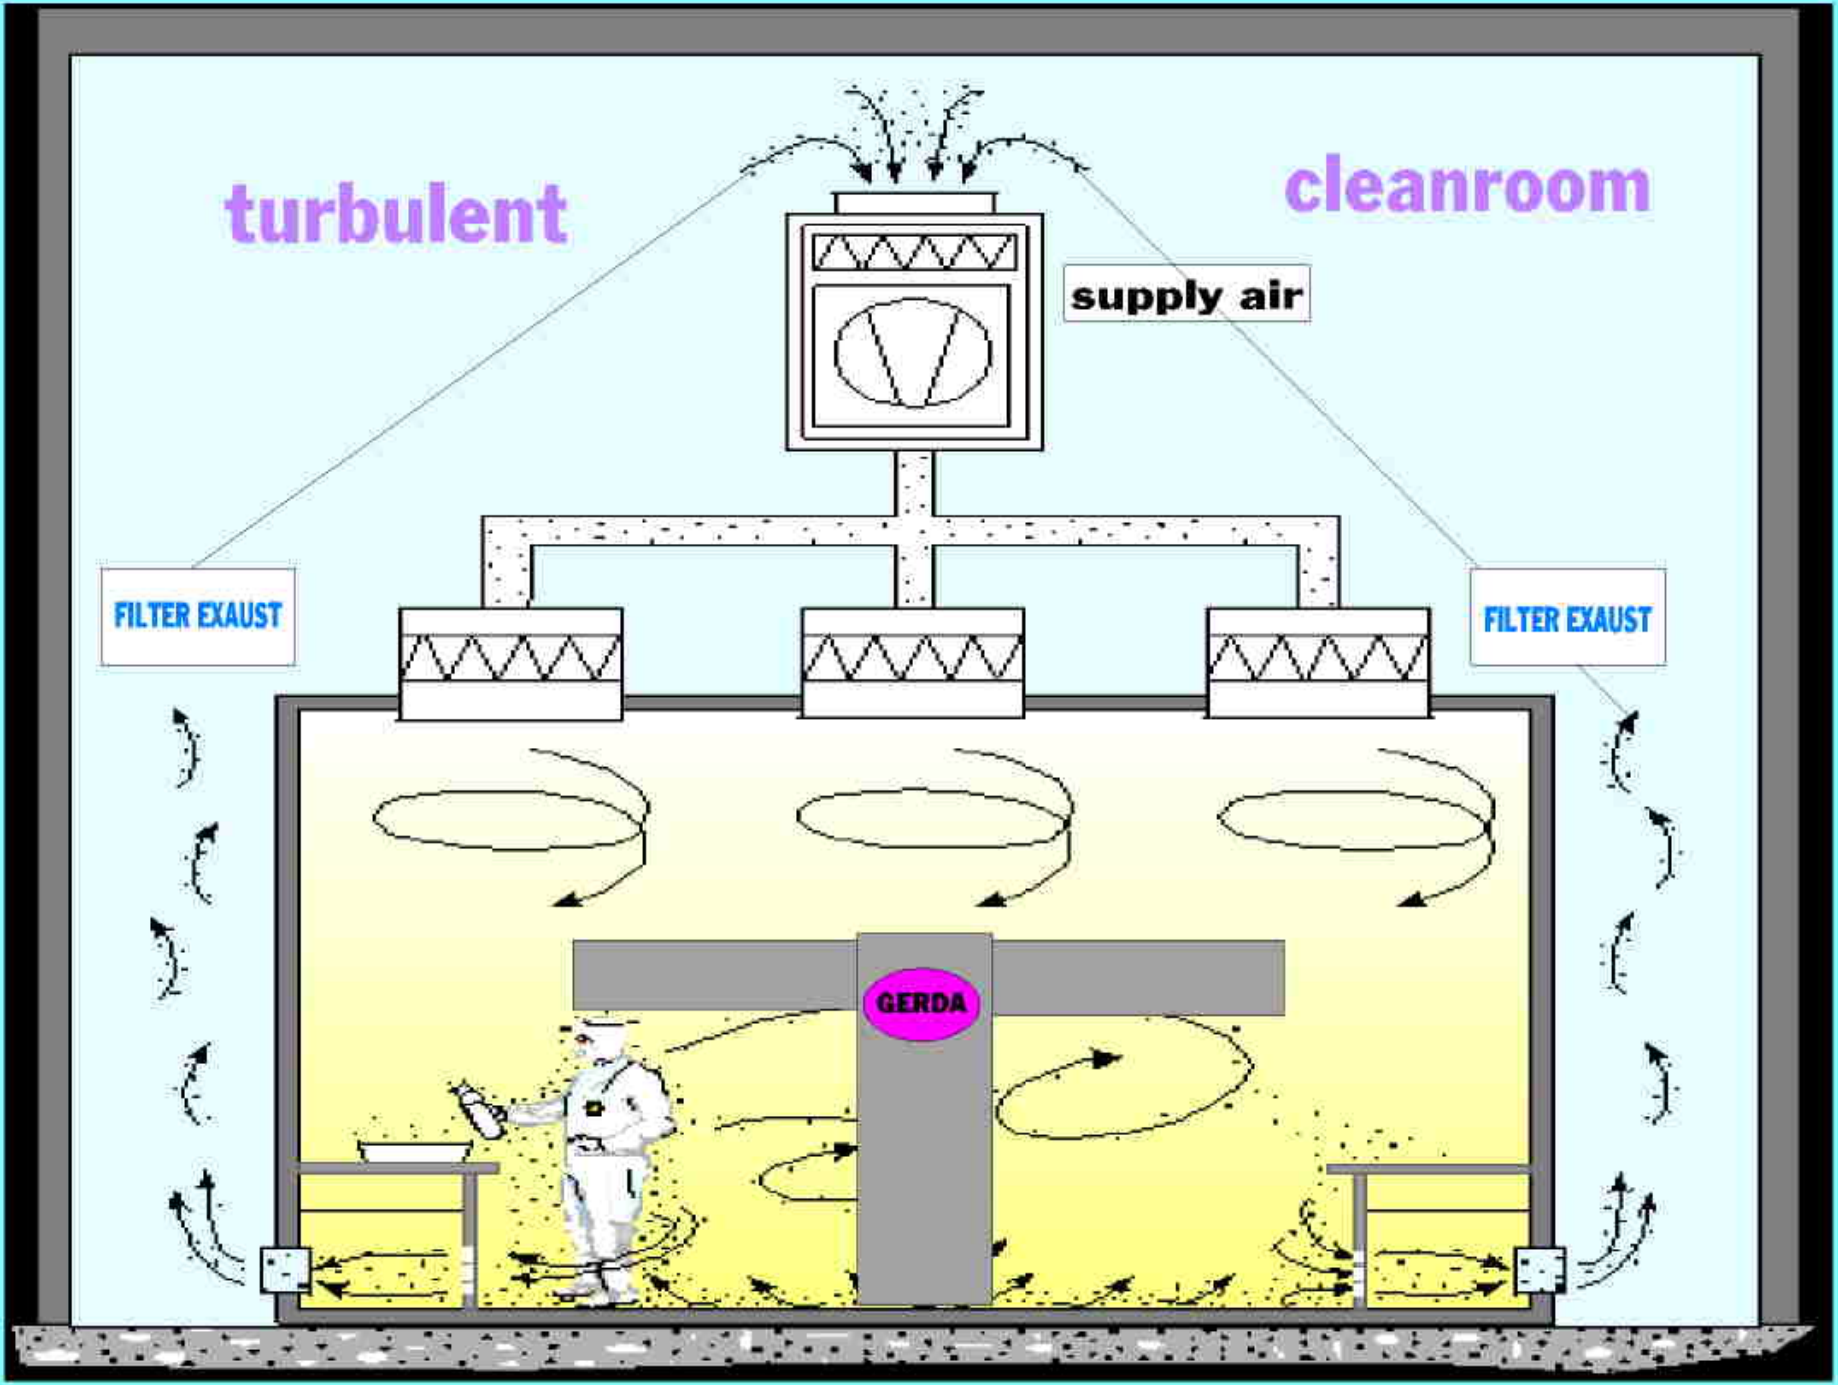 turbulent
cleanroom
supply air
FILTER EXAUST
FILTER EXAUST
GERDA